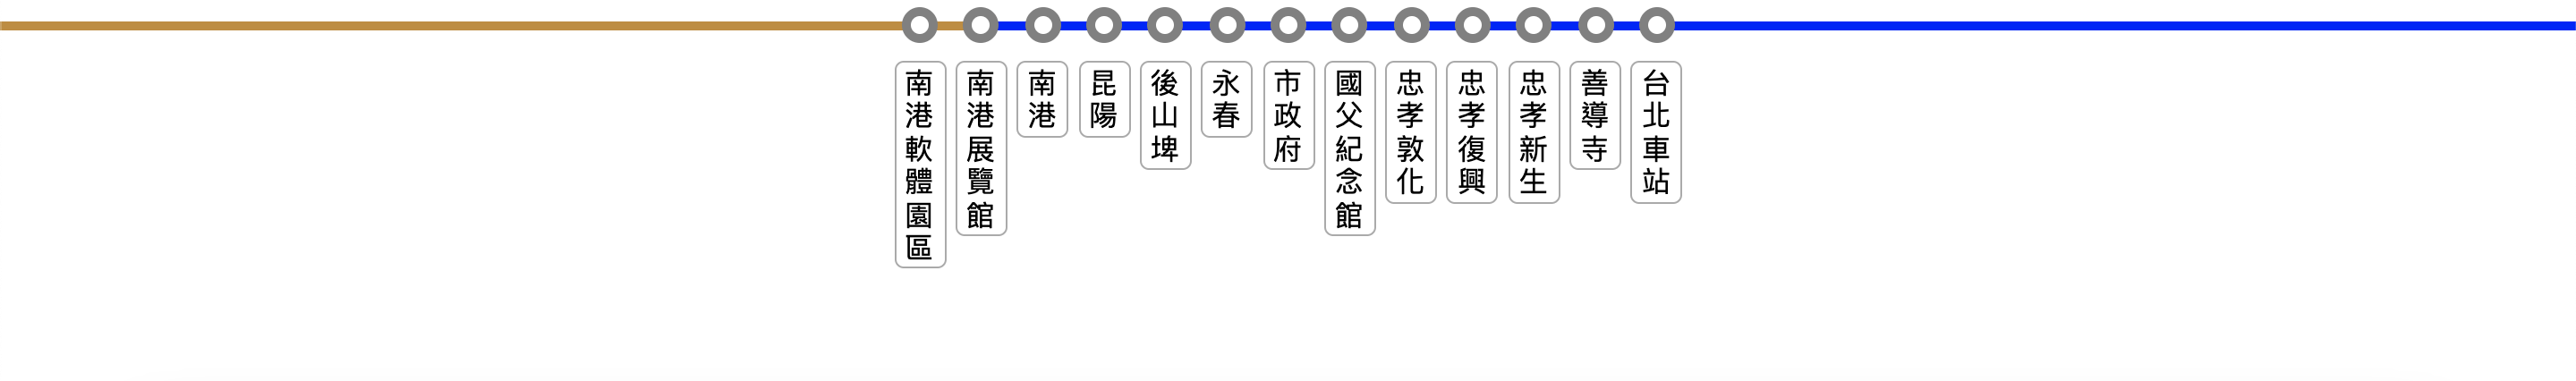 南港軟體園區
南港展覽館
南港
昆陽
後山埤
永春
市政府
國父紀念館
忠孝敦化
忠孝復興
忠孝新生
善導寺
台北車站